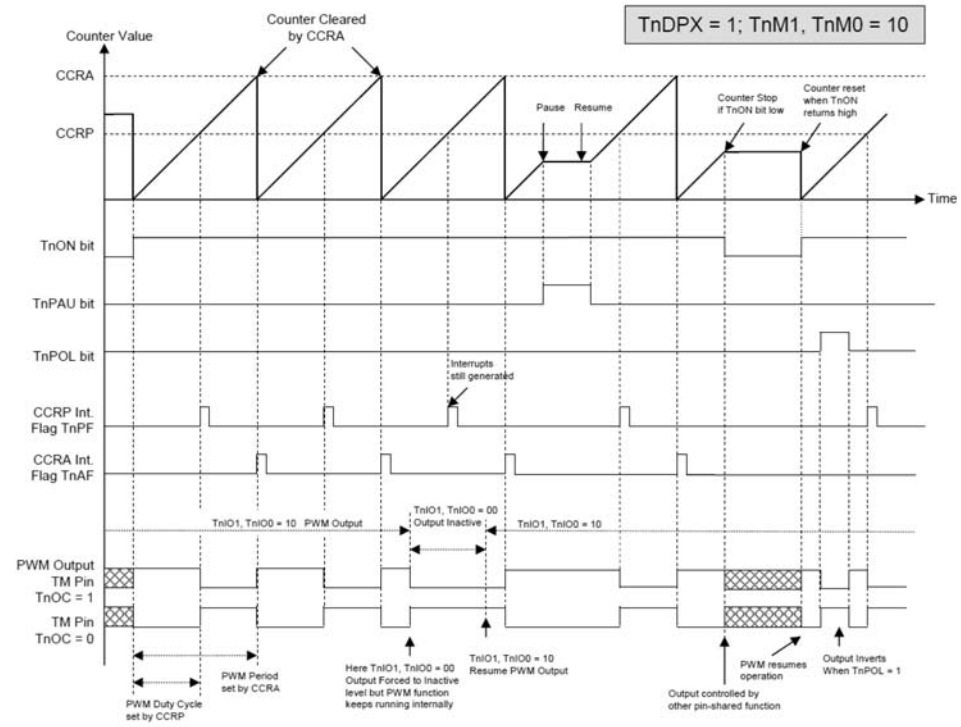 TnDPX = 1; TnM1, TnM0 = 10
Counter Value
Counter Cleared
by CCRA
CCRA
CCRP
Pause
Resume
Counter Stop
if TnON bit low
Counter reset
when TnON
returns high
Time
TnON bit
TnPAU bit
TnPOL bit
Interrupts
still generated
CCRP Int.
Flag TnPF
CCRA Int.
Flag TnAF
TnIO1, TnIO0 = 10 PWM Output
TnIO1, TnIO0 = 00
Output Inactive
TnIO1, TnIO0 = 10
PWM Output
TM Pin
TnOC = 1
TM Pin
TnOC = 0
PWM Duty Cycle
set by CCRP
PWM Period
set by CCRA
Here TnIO1, TnIO0 = 00
Output Forced to Inactive
level but PWM function
keeps running internally
TnIO1, TnIO0 = 10
Resume PWM Output
Output controlled by
other pin-shared function
PWM resumes
operation
Output Inverts
When TnPOL = 1